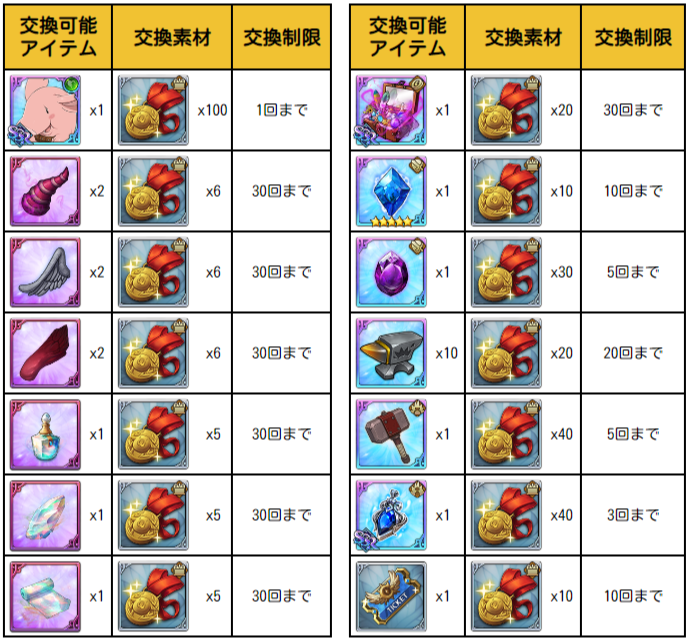 交換可能
アイテム
交換素材
交換制限
x1
x100
1回まで
x2
x6
30回まで
x2
x6
30回まで
x2
x6
30回まで
x1
x5
30回まで
x1
x5
30回まで
x1
x5
30回まで
交換可能
アイテム
交換素材
交換制限
x1
x20
30回まで
x1
x10
10回まで
x1
x30
5回まで
x10
x20
20回まで
x1
x40
5回まで
x1
x40
3回まで
TICKET
x1
x10
10回まで